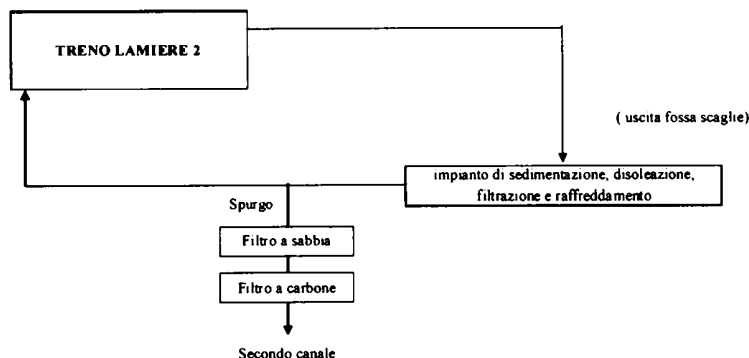 TRENO LAMIERE 2
( uscita fossa scaglie)
impianto di sedimentazione, disoleazione,
filtrazione e raffreddamento
Spurgo
Filtro a sabbia
Filtro a carbone
Secondo canale